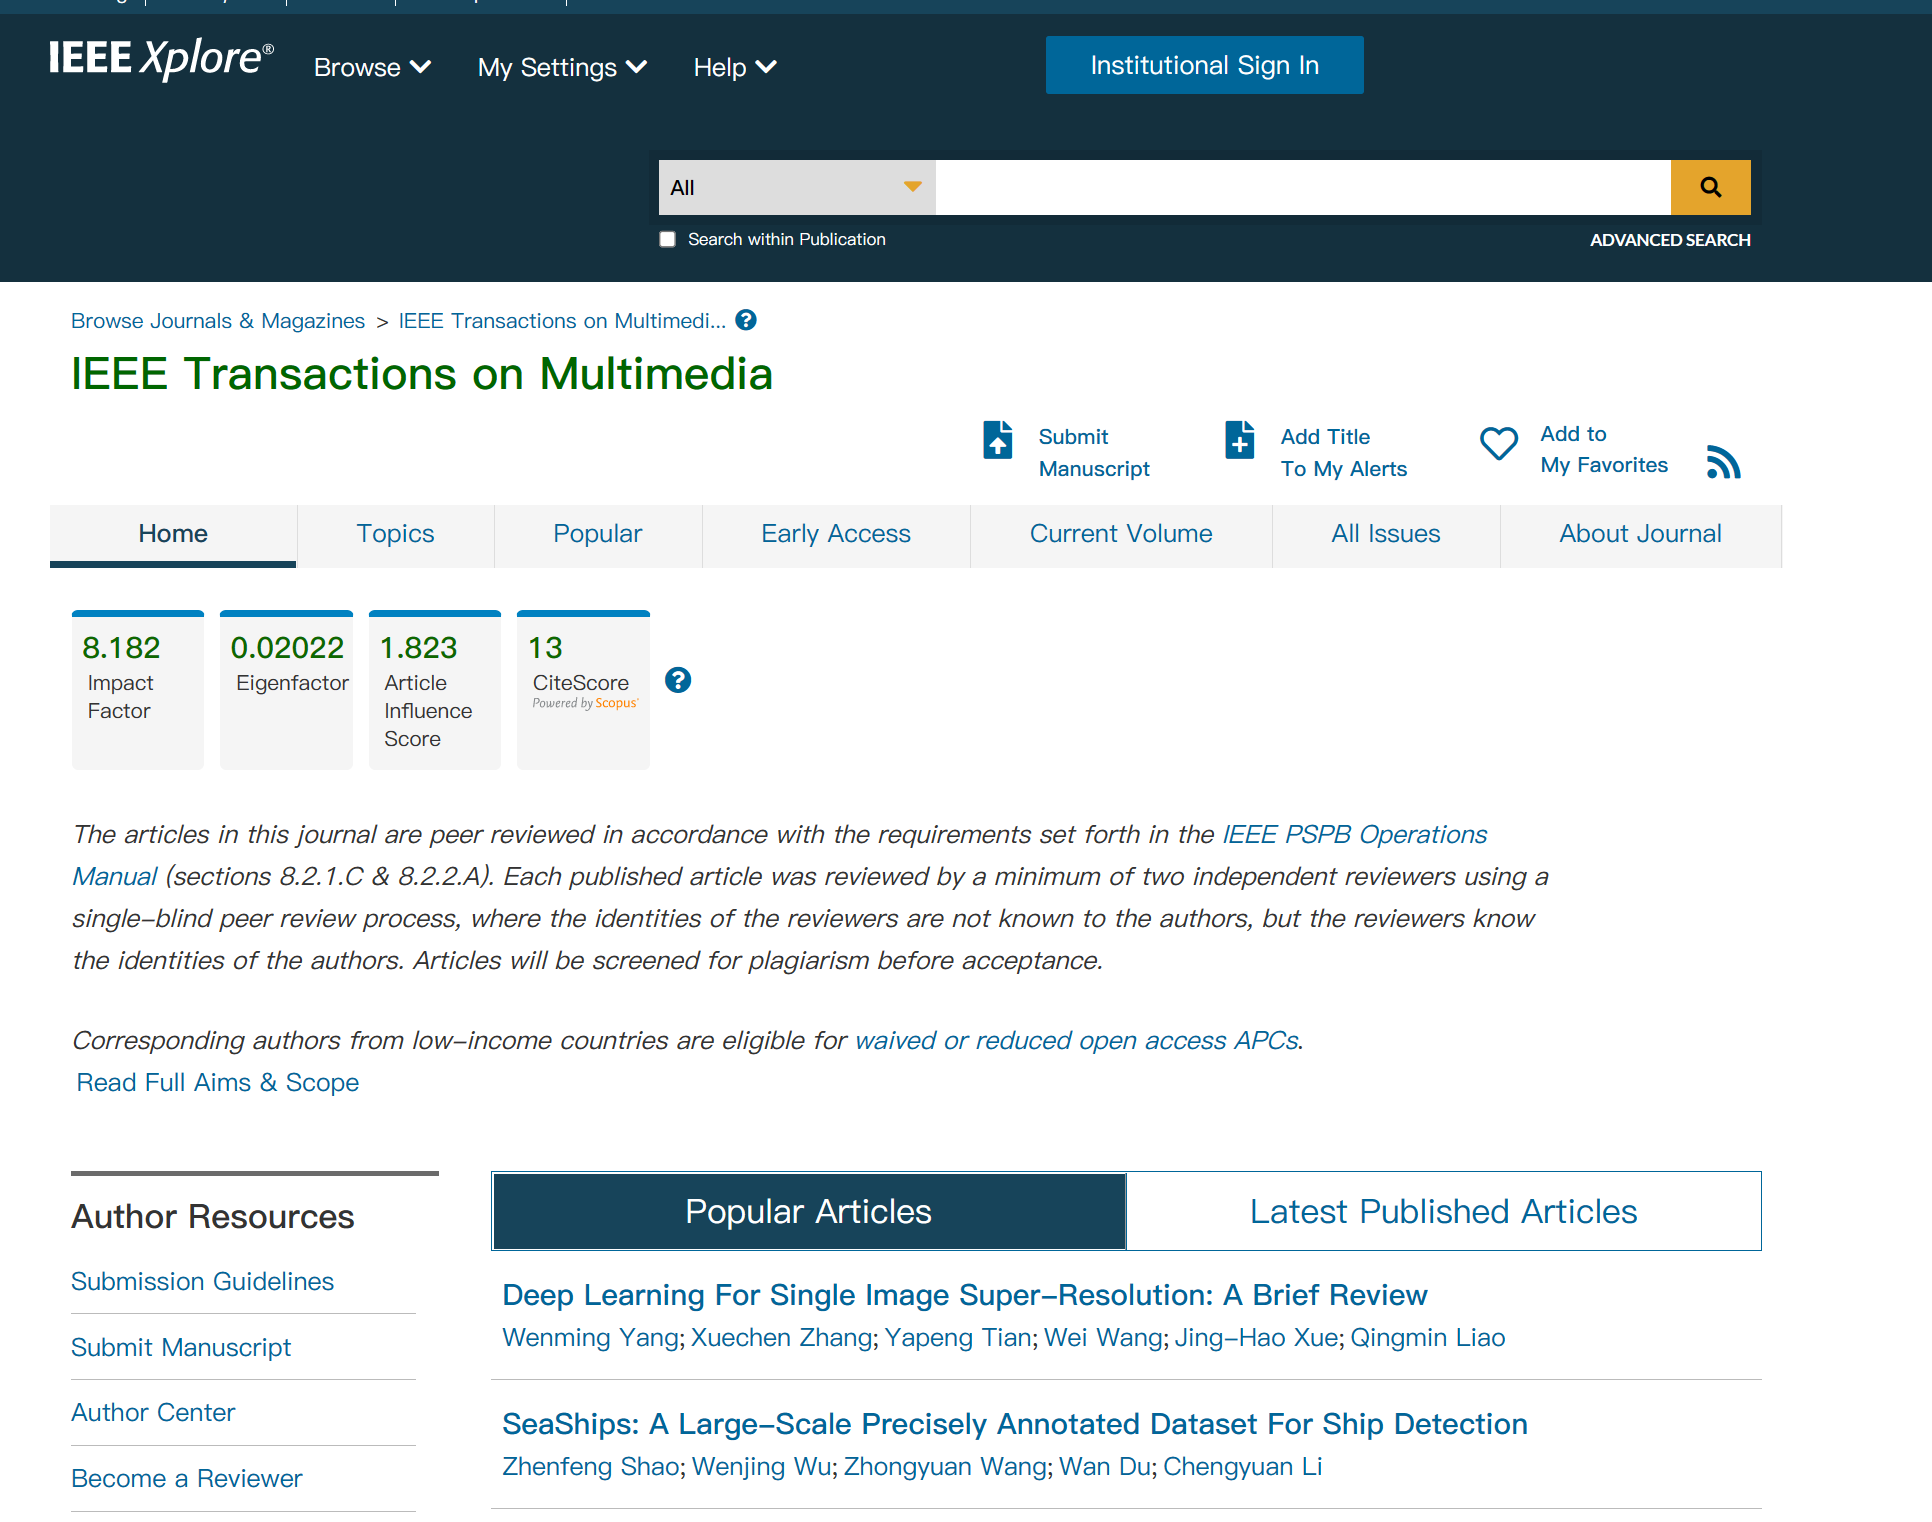 IEEE Xplore®
Browse
My Settings
Help
Institutional Sign In
All
Search within Publication
ADVANCED SEARCH
Browse Journals & Magazines > IEEE Transactions on Multimedi... ?
IEEE Transactions on Multimedia
Submit
Manuscript
Add Title
To My Alerts
Add to
My Favorites
Home
Topics
Popular
Early Access
Current Volume
All Issues
About Journal
8.182
Impact
Factor
0.02022
Eigenfactor
1.823
Article
Influence
Score
13
CiteScore
Powered by Scopus
?
The articles in this journal are peer reviewed in accordance with the requirements set forth in the IEEE PSPB Operations
Manual (sections 8.2.1.C & 8.2.2.A). Each published article was reviewed by a minimum of two independent reviewers using a
single-blind peer review process, where the identities of the reviewers are not known to the authors, but the reviewers know
the identities of the authors. Articles will be screened for plagiarism before acceptance.
Corresponding authors from low-income countries are eligible for waived or reduced open access APCs.
Read Full Aims & Scope
Author Resources
Submission Guidelines
Submit Manuscript
Author Center
Become a Reviewer
Popular Articles
Latest Published Articles
Deep Learning For Single Image Super-Resolution: A Brief Review
Wenming Yang; Xuechen Zhang; Yapeng Tian; Wei Wang; Jing-Hao Xue; Qingmin Liao
SeaShips: A Large-Scale Precisely Annotated Dataset For Ship Detection
Zhenfeng Shao; Wenjing Wu; Zhongyuan Wang; Wan Du; Chengyuan Li